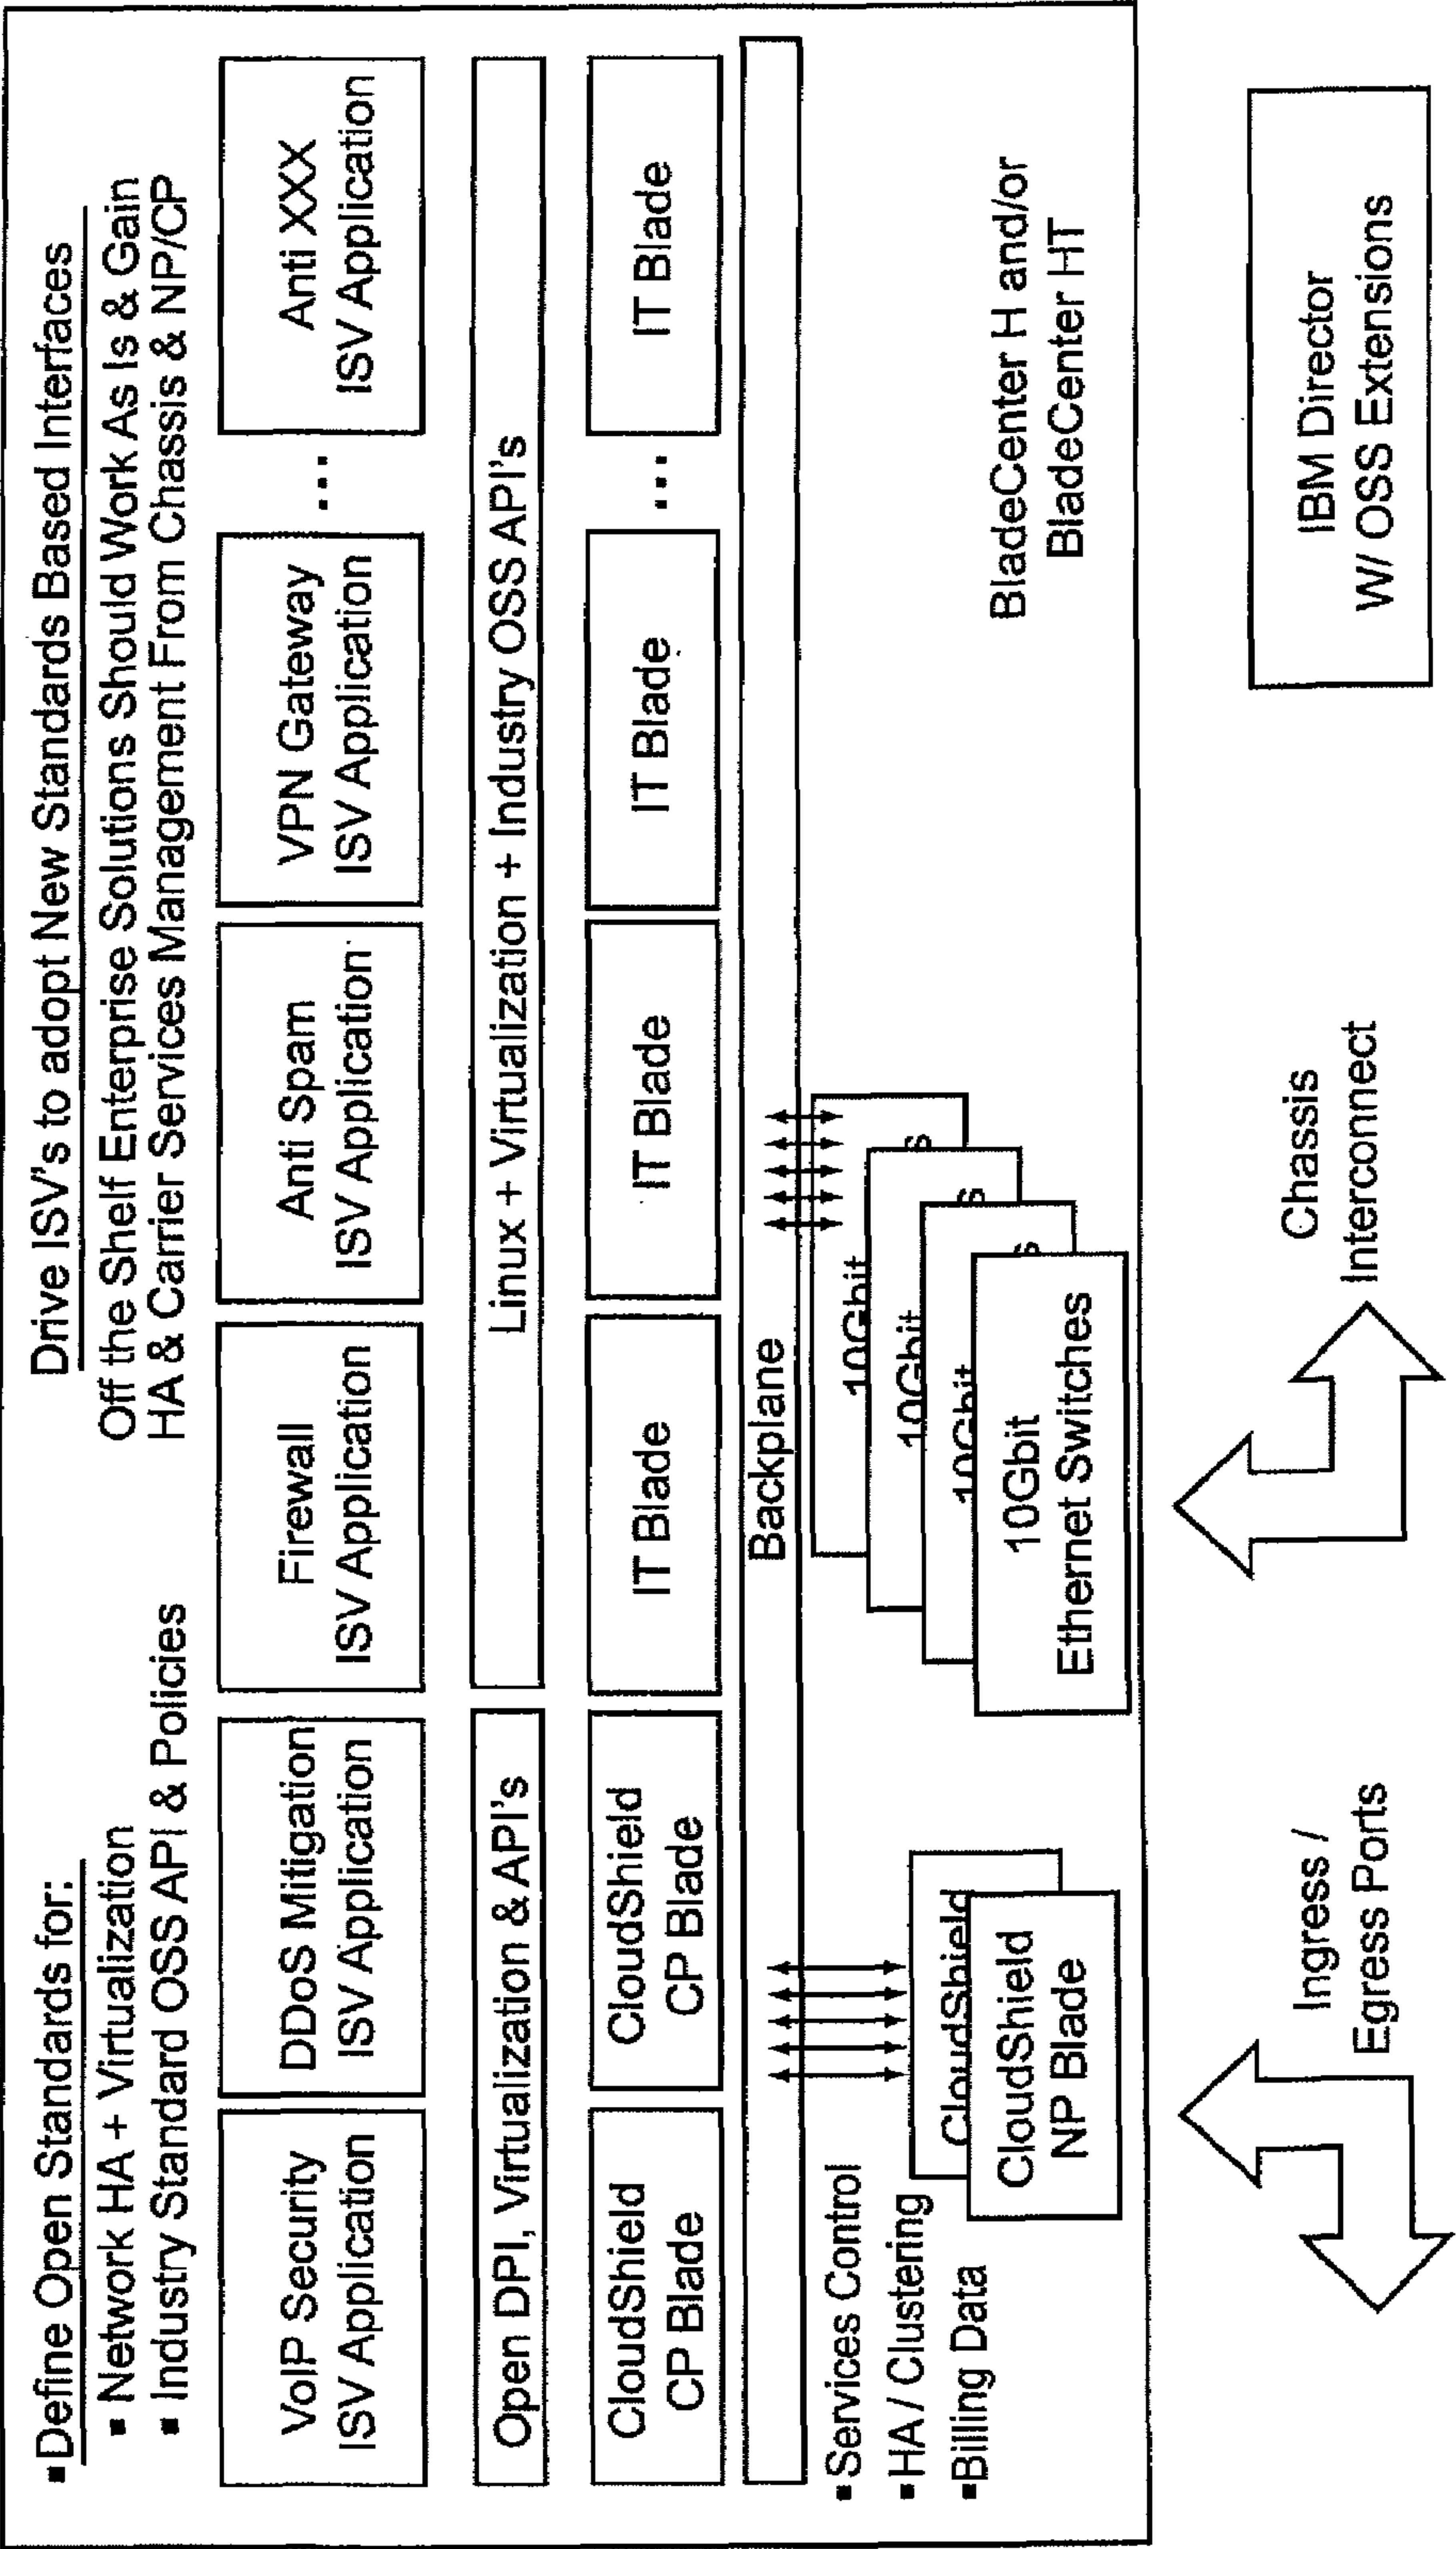 ▪Define Open Standards for:
▪ Network HA + Virtualization
▪ Industry Standard OSS API & Policies
Drive ISV's to adopt New Standards Based Interfaces
Off the Shelf Enterprise Solutions Should Work As Is & Gain
HA & Carrier Services Management From Chassis & NP/CP
VoIP Security
ISV Application
DDoS Mitigation
ISV Application
Firewall
ISV Application
Anti Spam
ISV Application
VPN Gateway
ISV Application
...
Anti XXX
ISV Application
Open DPI, Virtualization & API's
Linux + Virtualization + Industry OSS API's
CloudShield
CP Blade
CloudShield
CP Blade
IT Blade
IT Blade
IT Blade
...
IT Blade
Backplane
▪Services Control
▪HA / Clustering
▪Billing Data
CloudShield
CloudShield
NP Blade
10Gbit
s
10Gbit
s
10Gbit
s
10Gbit
Ethernet Switches
BladeCenter H and/or
BladeCenter HT
Ingress /
Egress Ports
Chassis
Interconnect
IBM Director
W/ OSS Extensions